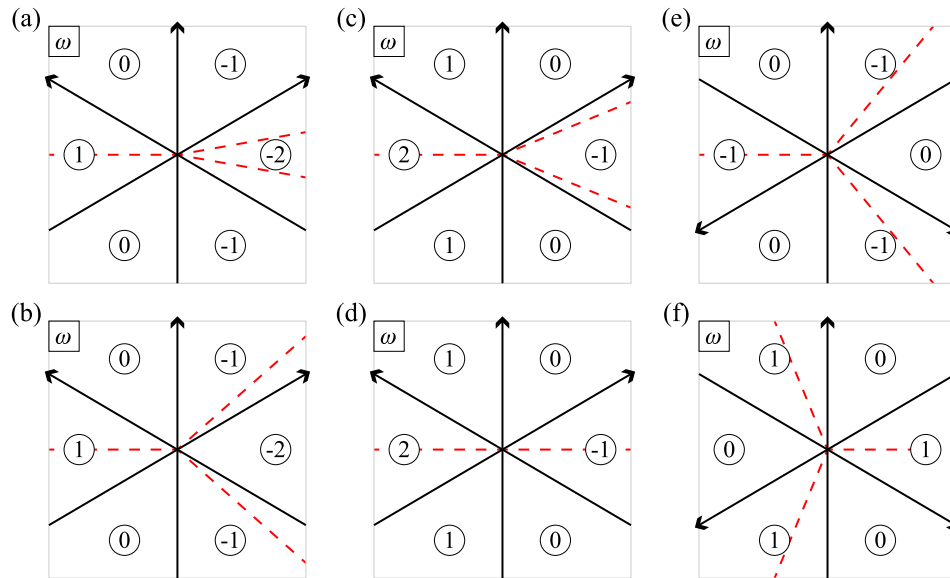 (a) (c) (e)
ω 0 -1 ω 1 0 ω 0 -1
1 -2 2 -1 -1 0
0 -1 1 0 0 -1
(b) (d) (f)
ω 0 -1 ω 1 0 ω 1 0
1 -2 2 -1 0 1
0 -1 1 0 1 0